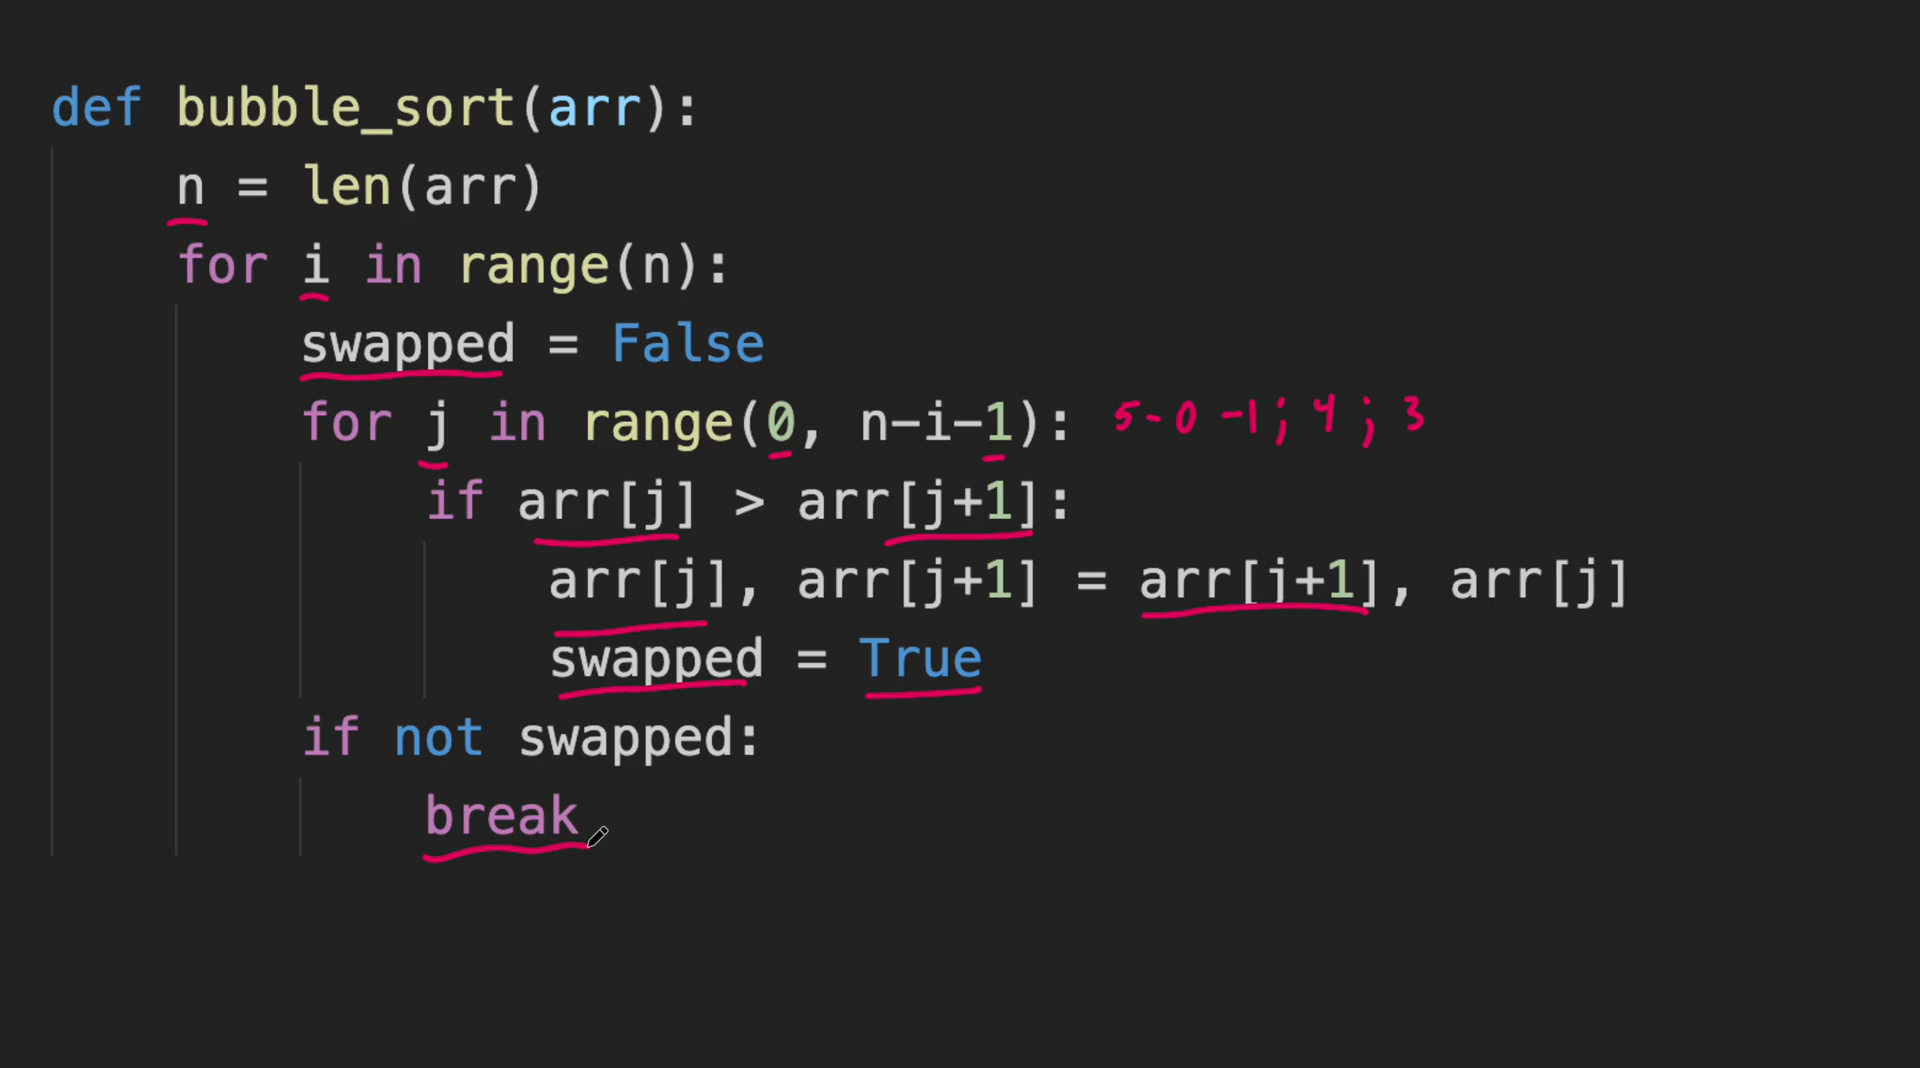 def bubble_sort(arr):
    n = len(arr)
    for i in range(n):
        swapped = False
        for j in range(0, n-i-1): 5-0-1; 4; 3
            if arr[j] > arr[j+1]:
                arr[j], arr[j+1] = arr[j+1], arr[j]
                swapped = True
        if not swapped:
            break